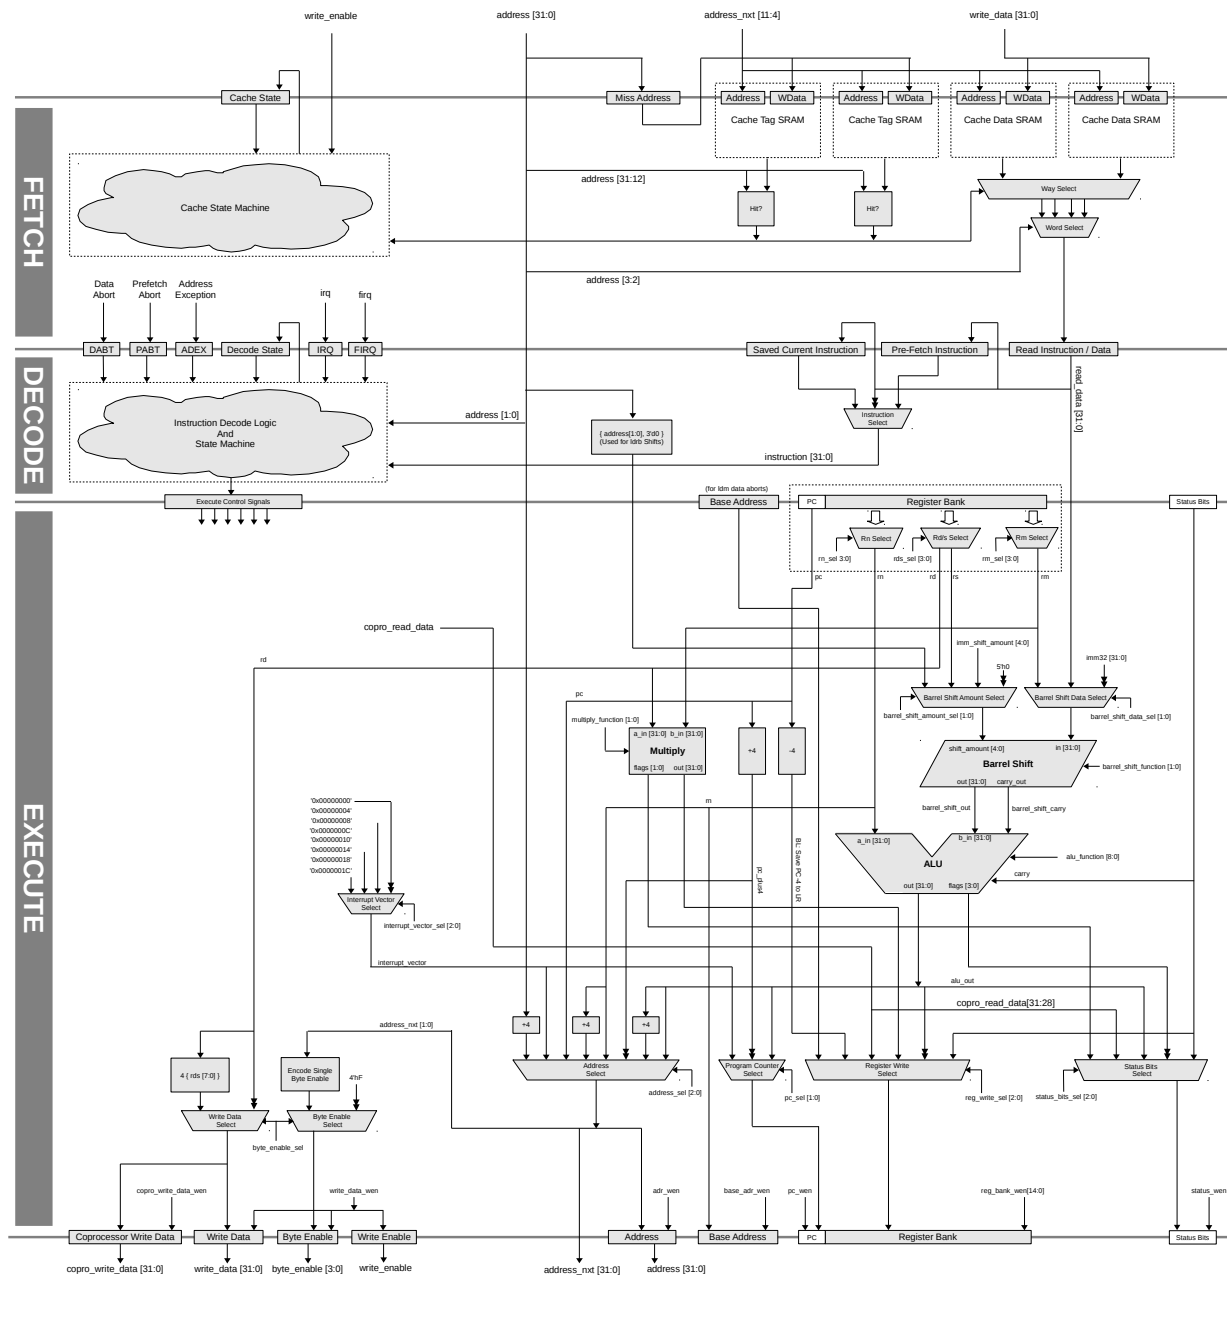 write_enable
address [31:0]
address_nxt [11:4]
write_data [31:0]
Cache State
Miss Address
Address
WData
Address
WData
Address
WData
Address
WData
Cache Tag SRAM
Cache Tag SRAM
Cache Data SRAM
Cache Data SRAM
FETCH
address [31:12]
Way Select
Cache State Machine
Hit?
Hit?
Word Select
address [3:2]
Data
Abort
Prefetch
Abort
Address
Exception
irq
firq
DABT
PABT
ADEX
Decode State
IRQ
FIRQ
Saved Current Instruction
Pre-Fetch Instruction
Read Instruction / Data
DECODE
read_data [31:0]
address [1:0]
Instruction
Select
Instruction Decode Logic
And
State Machine
{ address[1:0], 3'd0 }
(Used for ldrb Shifts)
instruction [31:0]
(for ldm data aborts)
Execute Control Signals
Base Address
PC
Register Bank
Status Bits
Rn Select
Rd/s Select
Rm Select
rn_sel 3:0]
rds_sel [3:0]
rm_sel [3:0]
pc
rn
rd
rs
rm
copro_read_data
imm_shift_amount [4:0]
rd
5'h0
imm32 [31:0]
pc
Barrel Shift Amount Select
Barrel Shift Data Select
multiply_function [1:0]
barrel_shift_amount_sel [1:0]
barrel_shift_data_sel [1:0]
a_in [31:0]
b_in [31:0]
Multiply
flags [1:0]
out [31:0]
+4
-4
shift_amount [4:0]
in [31:0]
Barrel Shift
out [31:0]
carry_out
barrel_shift_function [1:0]
EXECUTE
'0x00000000'
'0x00000004'
'0x00000008'
'0x0000000C'
'0x00000010'
'0x00000014'
'0x00000018'
'0x0000001C'
rn
barrel_shift_out
barrel_shift_carry
a_in [31:0]
b_in [31:0]
ALU
out [31:0]
flags [3:0]
alu_function [8:0]
carry
pc_plus4
BL: Save PC-4 to LR
Interrupt Vector
Select
interrupt_vector_sel [2:0]
interrupt_vector
alu_out
copro_read_data[31:28]
address_nxt [1:0]
+4
+4
+4
4 { rds [7:0] }
Encode Single
Byte Enable
4'hF
Address
Select
Program Counter
Select
Register Write
Select
Status Bits
Select
address_sel [2:0]
pc_sel [1:0]
reg_write_sel [2:0]
status_bits_sel [2:0]
Write Data
Select
Byte Enable
Select
byte_enable_sel
copro_write_data_wen
write_data_wen
adr_wen
base_adr_wen
pc_wen
reg_bank_wen[14:0]
status_wen
Coprocessor Write Data
Write Data
Byte Enable
Write Enable
Address
Base Address
PC
Register Bank
Status Bits
copro_write_data [31:0]
write_data [31:0]
byte_enable [3:0]
write_enable
address_nxt [31:0]
address [31:0]